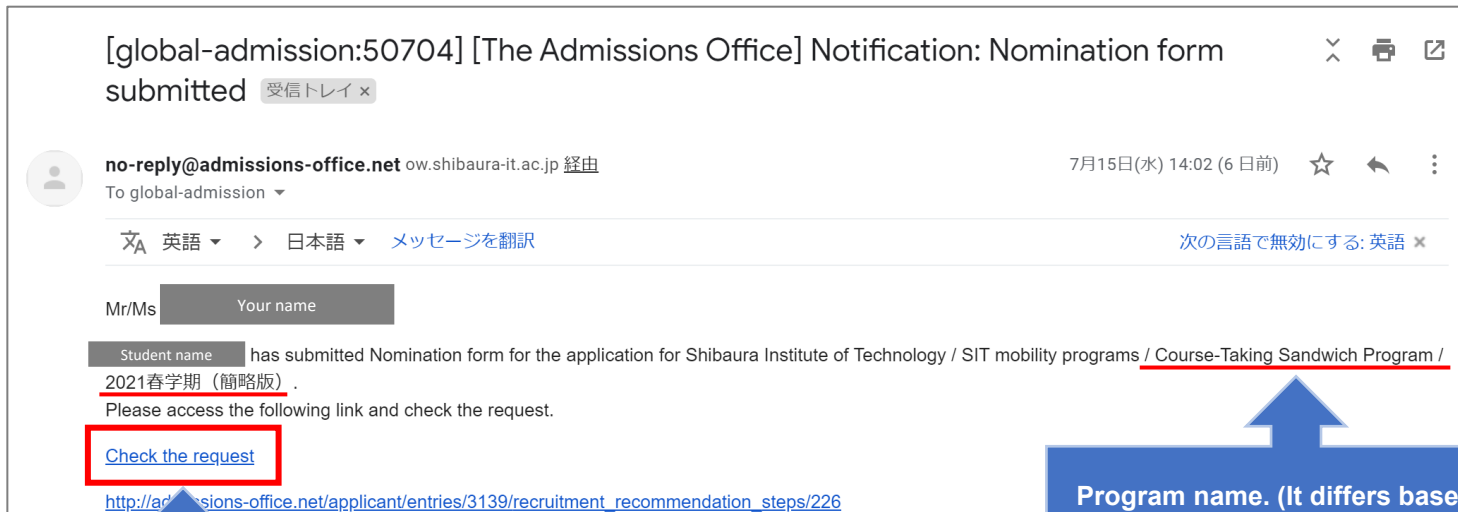 [global-admission:50704] [The Admissions Office] Notification: Nomination form
submitted 受信トレイ ×
no-reply@admissions-office.net ow.shibaura-it.ac.jp 経由
7月15日(水) 14:02 (6 日前)
To global-admission
英語 > 日本語 メッセージを翻訳
次の言語で無効にする: 英語 ×
Mr/Ms Your name
Student name has submitted Nomination form for the application for Shibaura Institute of Technology / SIT mobility programs / Course-Taking Sandwich Program /
2021春学期（簡略版）.
Please access the following link and check the request.
Check the request
sions-office.net/applicant/entries/3139/recruitment_recommendation_steps/226
Program name. (It differs base